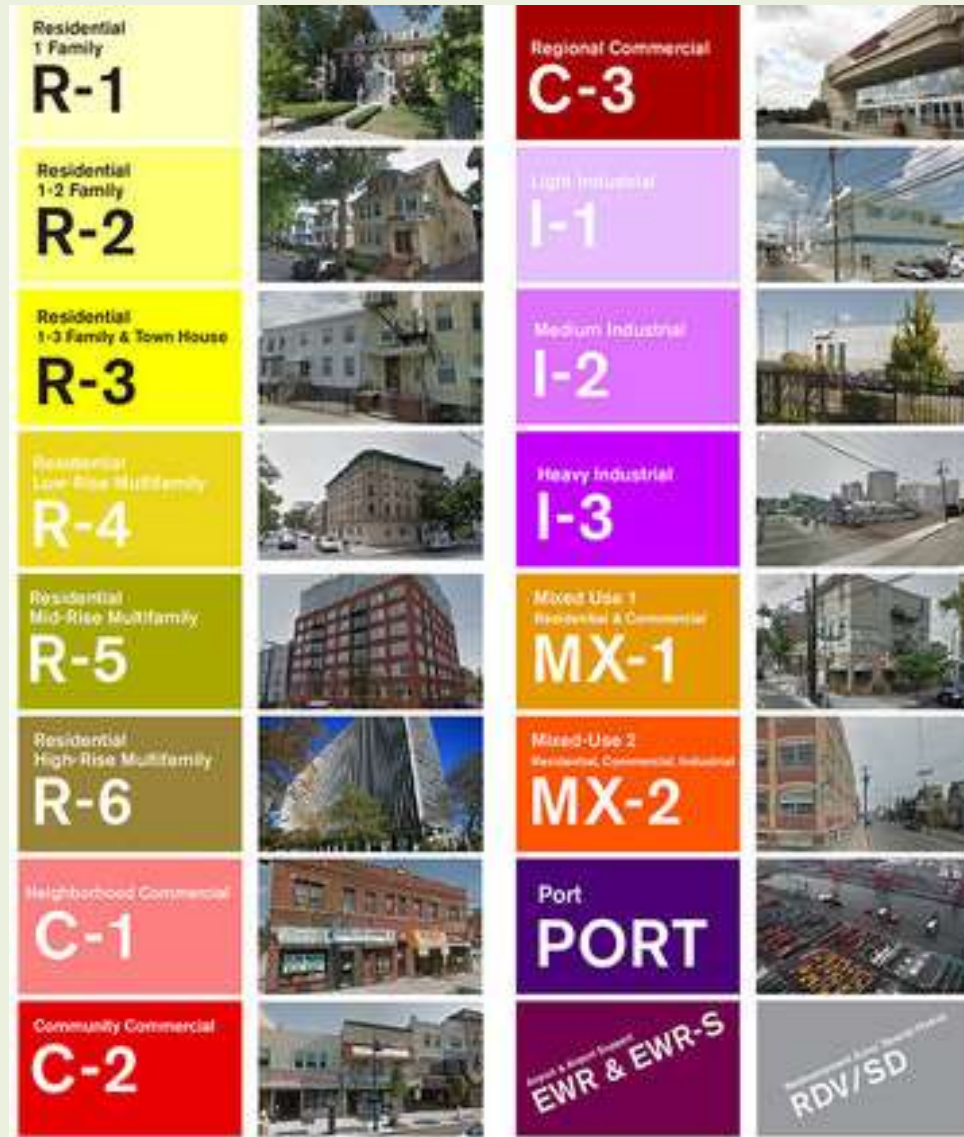 Residential
1 Family
R-1
Residential
1-2 Family
R-2
Residential
1-3 Family & Town House
R-3
Residential
Low-Rise Multifamily
R-4
Residential
Mid-Rise Multifamily
R-5
Residential
High-Rise Multifamily
R-6
Neighborhood Commercial
C-1
Community Commercial
C-2
Regional Commercial
C-3
Light Industrial
I-1
Medium Industrial
I-2
Heavy Industrial
I-3
Mixed Use 1
Residential & Commercial
MX-1
Mixed-Use 2
Residential, Commercial, Industrial
MX-2
Port
PORT
Airport & Airport Support
EWR & EWR-S
RDV/SD